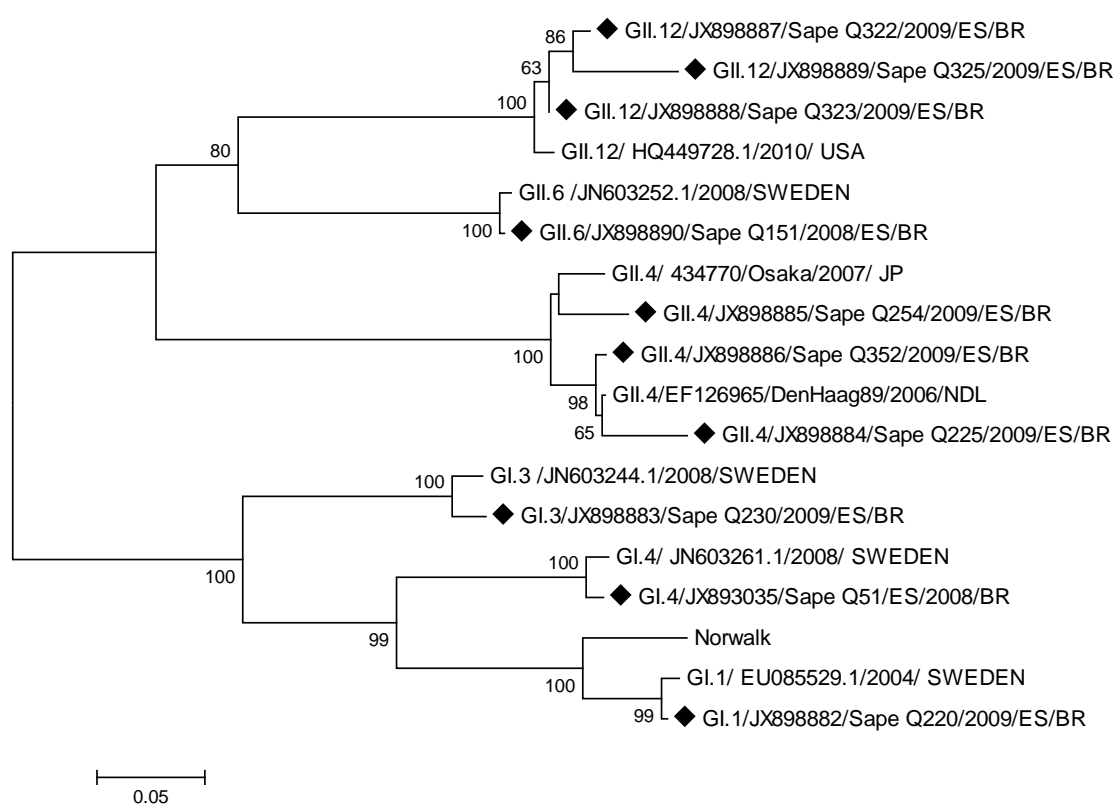 GII.12/JX898887/Sape Q322/2009/ES/BR
86
GII.12/JX898889/Sape Q325/2009/ES/BR
63
100
GII.12/JX898888/Sape Q323/2009/ES/BR
80
GII.12/ HQ449728.1/2010/ USA
GII.6 /JN603252.1/2008/SWEDEN
100
GII.6/JX898890/Sape Q151/2008/ES/BR
GII.4/ 434770/Osaka/2007/ JP
GII.4/JX898885/Sape Q254/2009/ES/BR
100
GII.4/JX898886/Sape Q352/2009/ES/BR
98
GII.4/EF126965/DenHaag89/2006/NDL
65
GII.4/JX898884/Sape Q225/2009/ES/BR
100
GI.3 /JN603244.1/2008/SWEDEN
GI.3/JX898883/Sape Q230/2009/ES/BR
100
100
GI.4/ JN603261.1/2008/ SWEDEN
GI.4/JX893035/Sape Q51/ES/2008/BR
99
Norwalk
100
GI.1/ EU085529.1/2004/ SWEDEN
99
GI.1/JX898882/Sape Q220/2009/ES/BR
0.05